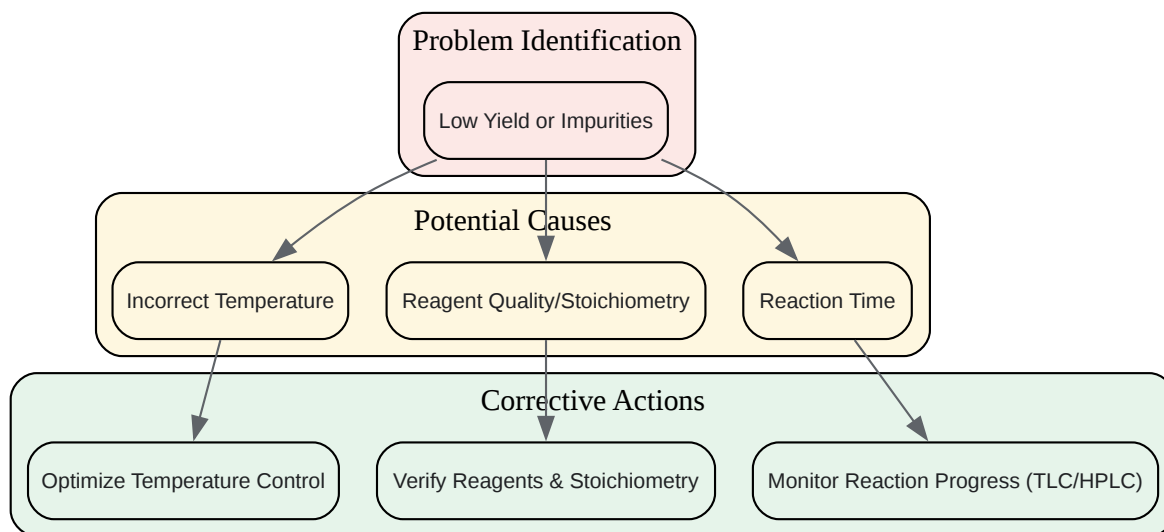 Problem Identification
Low Yield or Impurities
Potential Causes
Incorrect Temperature
Reagent Quality/Stoichiometry
Reaction Time
Corrective Actions
Optimize Temperature Control
Verify Reagents & Stoichiometry
Monitor Reaction Progress (TLC/HPLC)